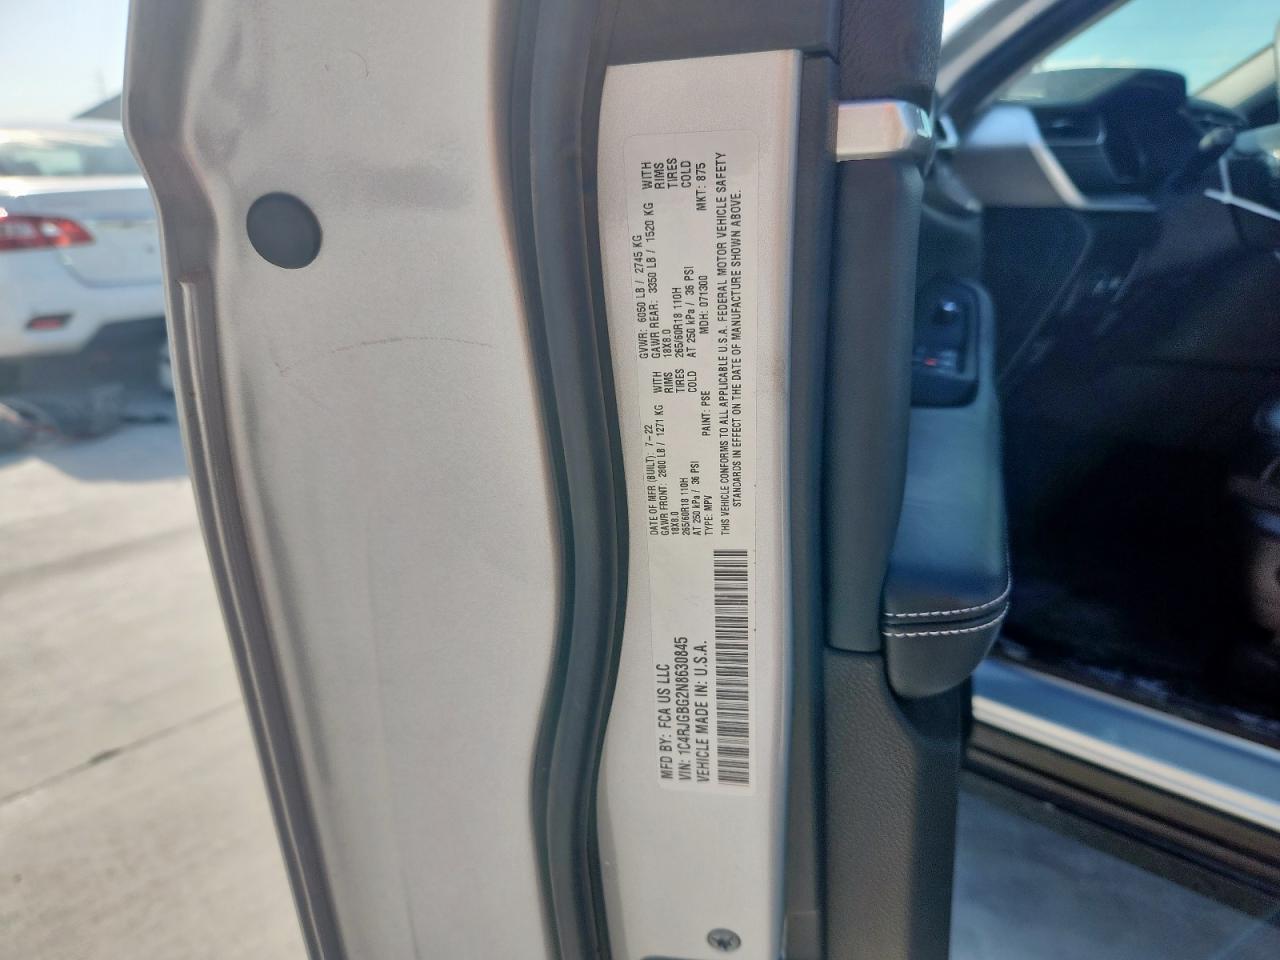 MFD BY: FCA US LLC
VIN: 1C4RJGBG2N8630845
VEHICLE MADE IN: U.S.A.
DATE OF MFR (BUILT): 7-22
GAWR FRONT: 2800 LB / 1271 KG WITH
18X8.0 RIMS
265/60R18 110H TIRES
AT 250 kPa / 36 PSI COLD
TYPE: MPV PAINT: PSE
GVWR: 6050 LB / 2745 KG
GAWR REAR: 3350 LB / 1520 KG WITH
18X8.0 RIMS
265/60R18 110H TIRES
AT 250 kPa / 36 PSI COLD
MDH: 071300 MKT: 875
THIS VEHICLE CONFORMS TO ALL APPLICABLE U.S.A. FEDERAL MOTOR VEHICLE SAFETY
STANDARDS IN EFFECT ON THE DATE OF MANUFACTURE SHOWN ABOVE.